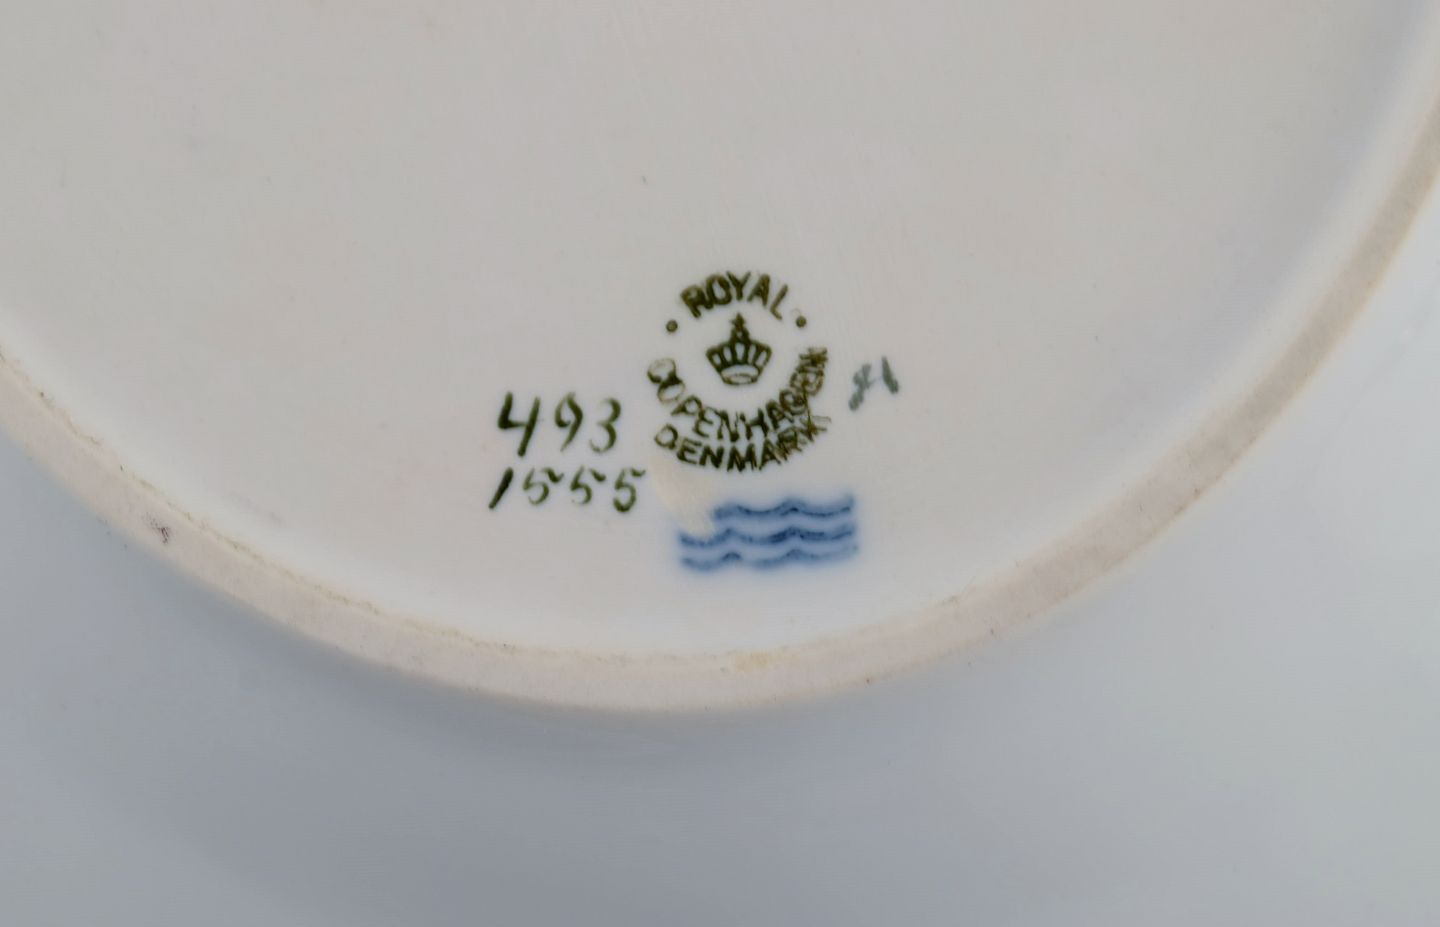 ROYAL
COPENHAGEN
DENMARK
493
1555